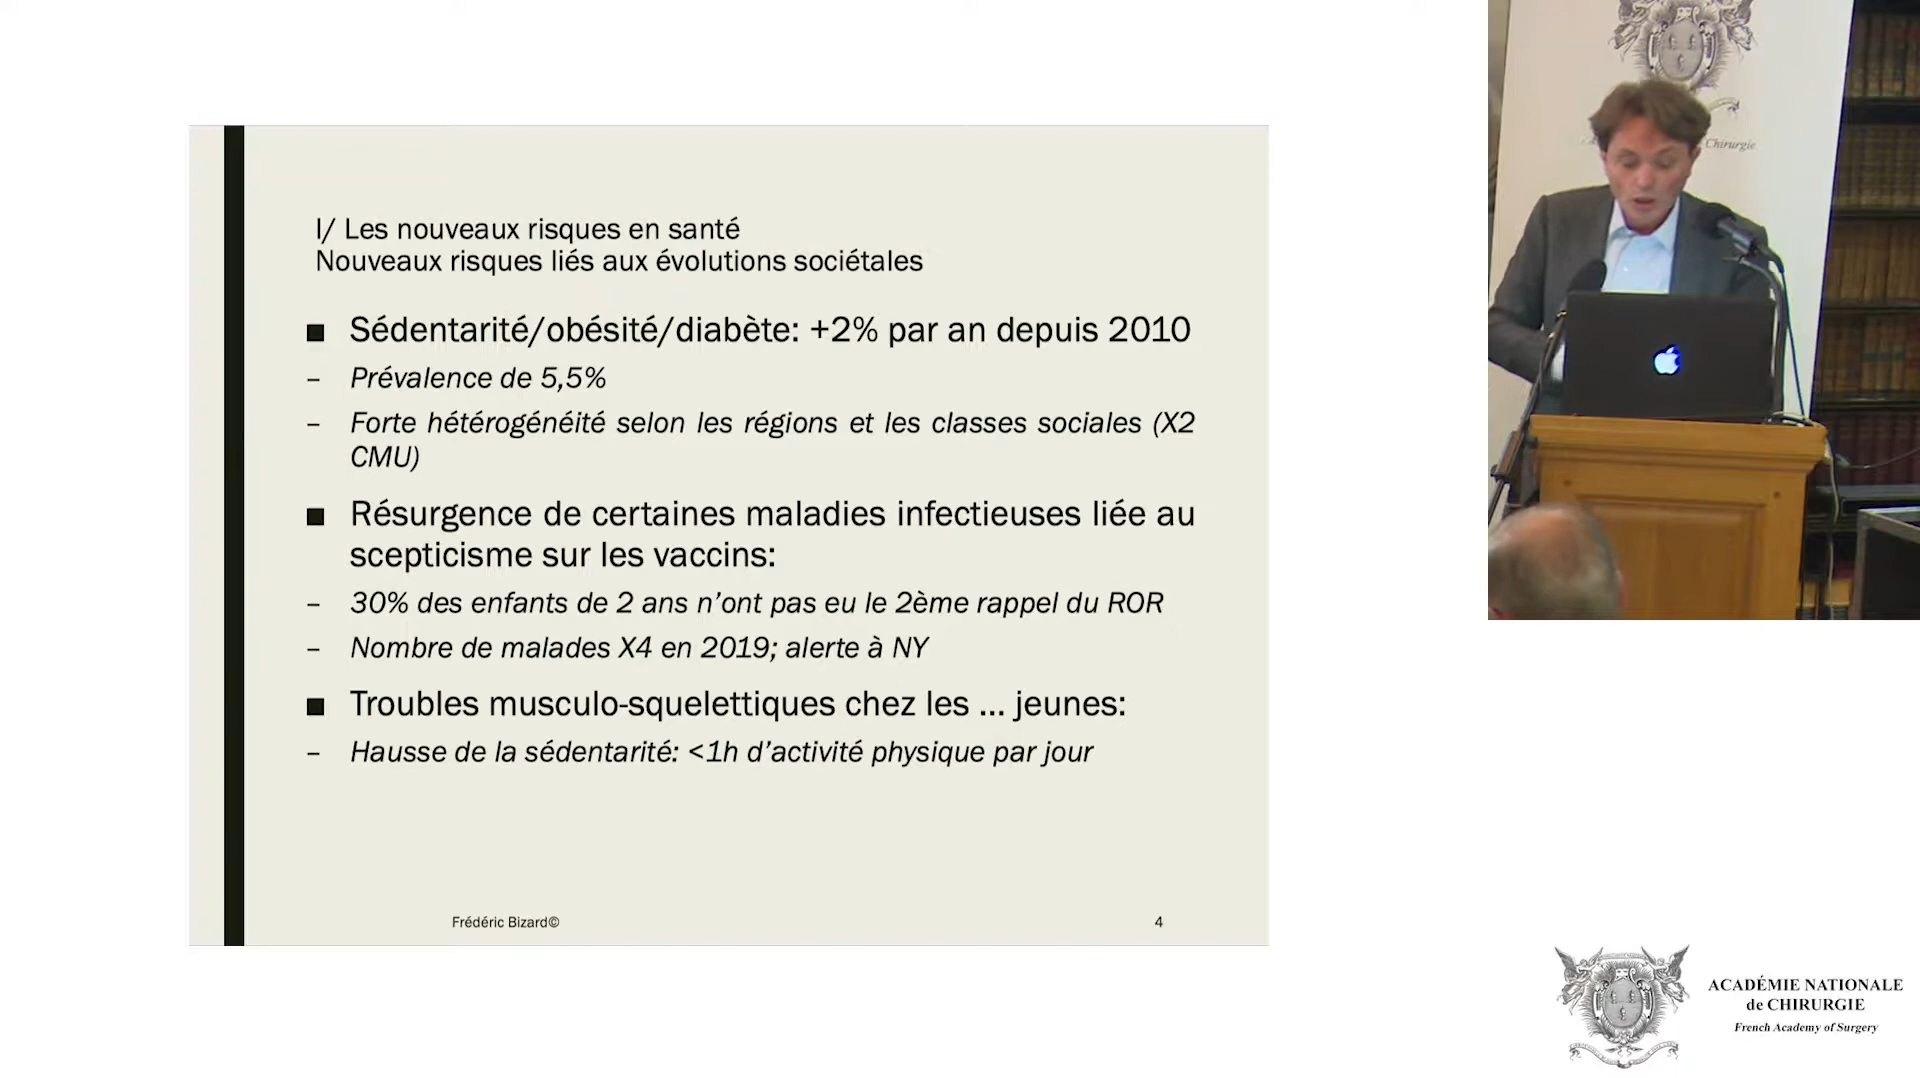 I/ Les nouveaux risques en santé
Nouveaux risques liés aux évolutions sociétales
■ Sédentarité/obésité/diabète: +2% par an depuis 2010
– Prévalence de 5,5%
– Forte hétérogénéité selon les régions et les classes sociales (X2
CMU)
■ Résurgence de certaines maladies infectieuses liée au
scepticisme sur les vaccins:
– 30% des enfants de 2 ans n’ont pas eu le 2ème rappel du ROR
– Nombre de malades X4 en 2019; alerte à NY
■ Troubles musculo-squelettiques chez les ... jeunes:
– Hausse de la sédentarité: <1h d’activité physique par jour
Frédéric Bizard©
4
Chirurgie
ACADÉMIE NATIONALE
de CHIRURGIE
French Academy of Surgery